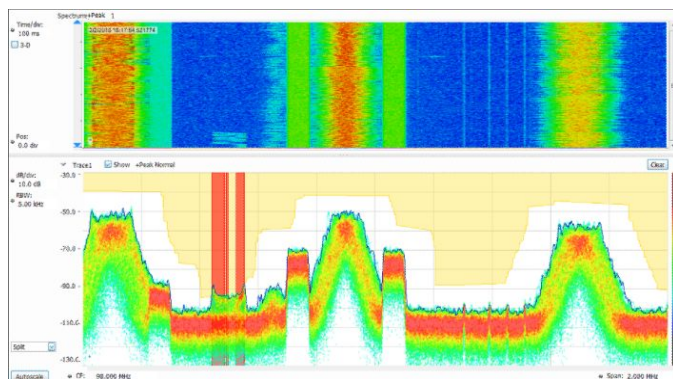 Spectrum
+Peak 1
Time/div:
100 ms
3-D
Pos:
0.0 div
Trace1
Show
+Peak Normal
Clear
dB/div:
10.0 dB
RBW:
5.00 kHz
-30.0
-50.0
-70.0
-90.0
-110.0
-130.0
Split
Autoscale
CF:
98.000 MHz
Span:
2.000 MHz